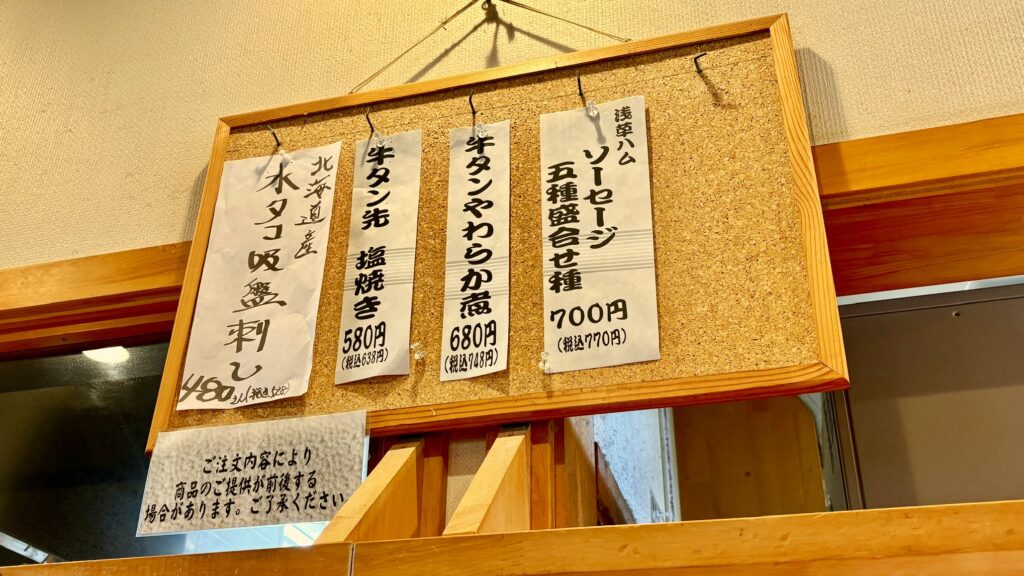 浅草ハム
ソーセージ
五種盛合せ種
700円
(税込770円)
牛タンやわらか煮
680円
(税込748円)
牛タン先 塩焼き
580円
(税込638円)
北海道産
水タコ吸盤刺し
480
(税込528)
ご注文内容により
商品のご提供が前後する
場合があります。ご了承ください